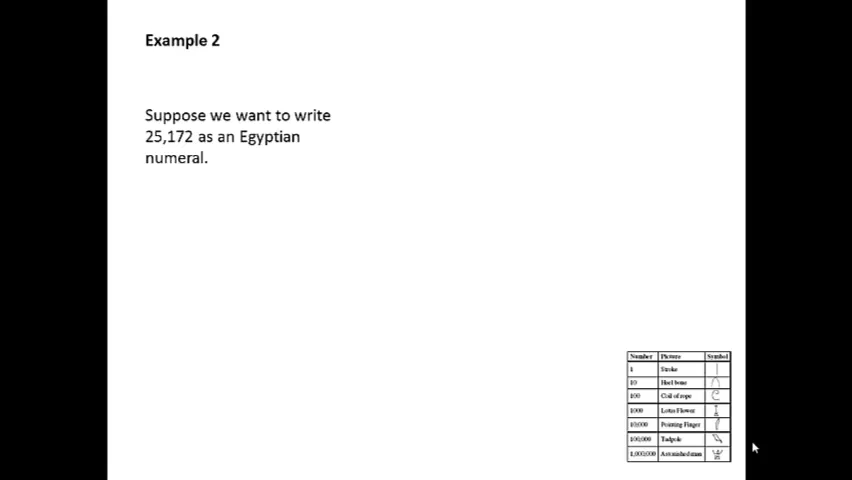 Example 2
Suppose we want to write
25,172 as an Egyptian
numeral.
Number Picture Symbol
1 Stroke
10 Heel bone
100 Coil of rope
1000 Lotus Flower
10,000 Pointing Finger
100,000 Tadpole
1,000,000 Astonished man